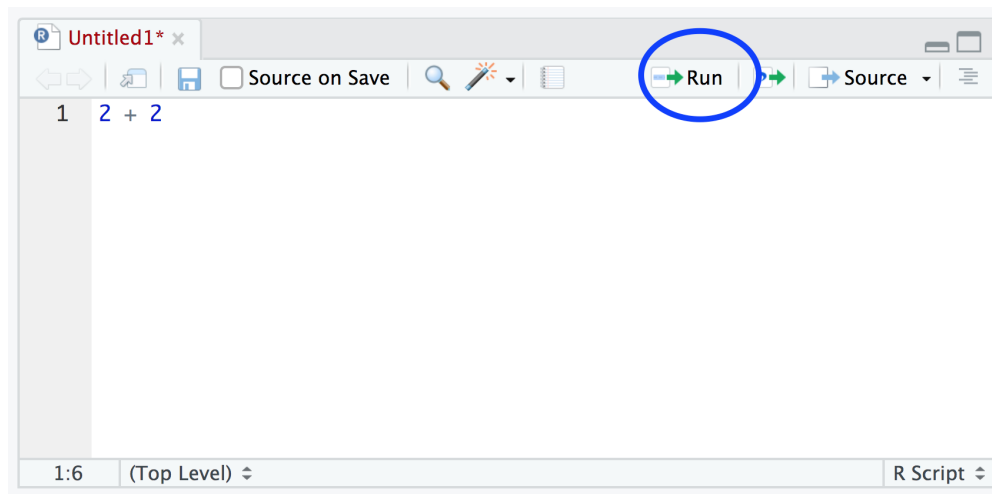 Untitled1*
Source on Save Run Source
1 2 + 2
1:6 (Top Level) R Script